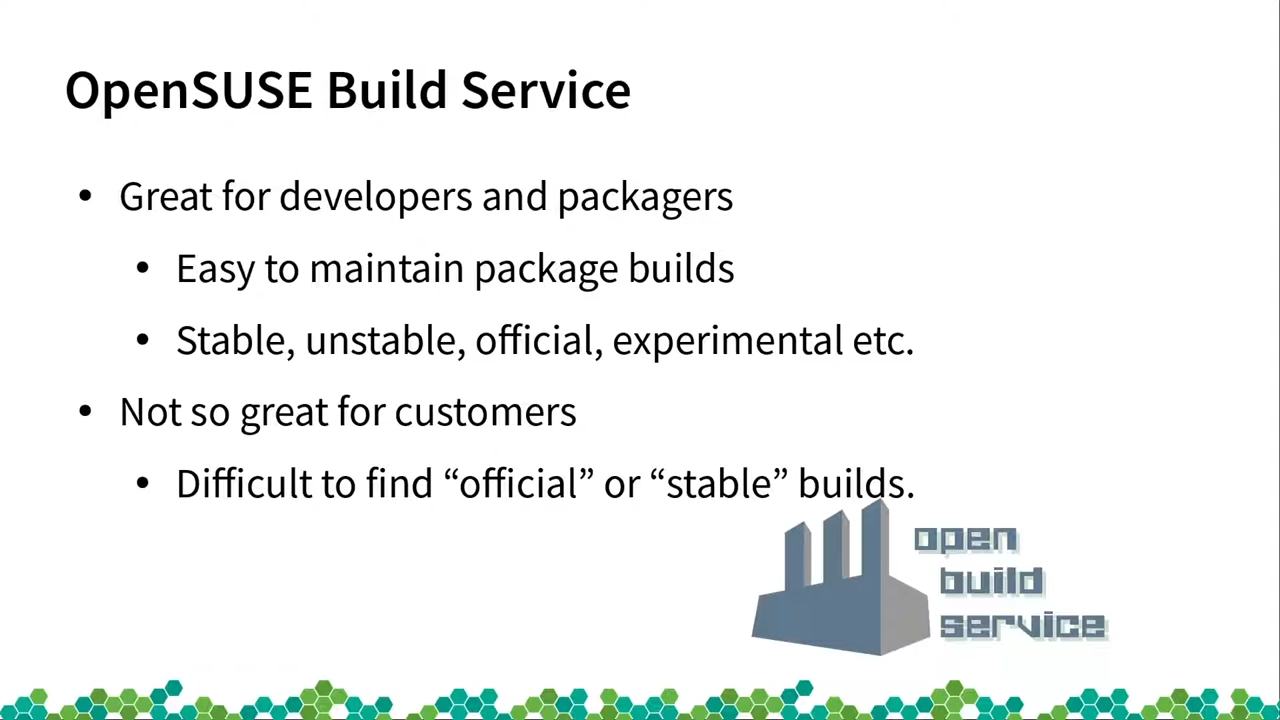 OpenSUSE Build Service
• Great for developers and packagers
• Easy to maintain package builds
• Stable, unstable, official, experimental etc.
• Not so great for customers
• Difficult to find “official” or “stable” builds.
open
build
service